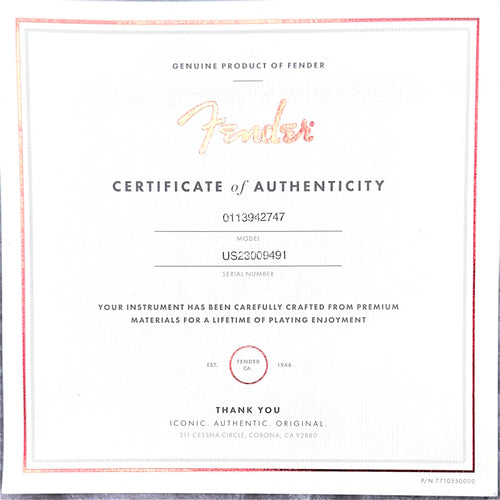 GENUINE PRODUCT OF FENDER
Fender
CERTIFICATE of AUTHENTICITY
0113942747
MODEL
US23009491
SERIAL NUMBER
YOUR INSTRUMENT HAS BEEN CAREFULLY CRAFTED FROM PREMIUM
MATERIALS FOR A LIFETIME OF PLAYING ENJOYMENT
EST. FENDER CA. 1946
THANK YOU
ICONIC. AUTHENTIC. ORIGINAL.
311 CESSNA CIRCLE, CORONA, CA 92880
P/N 7710550000